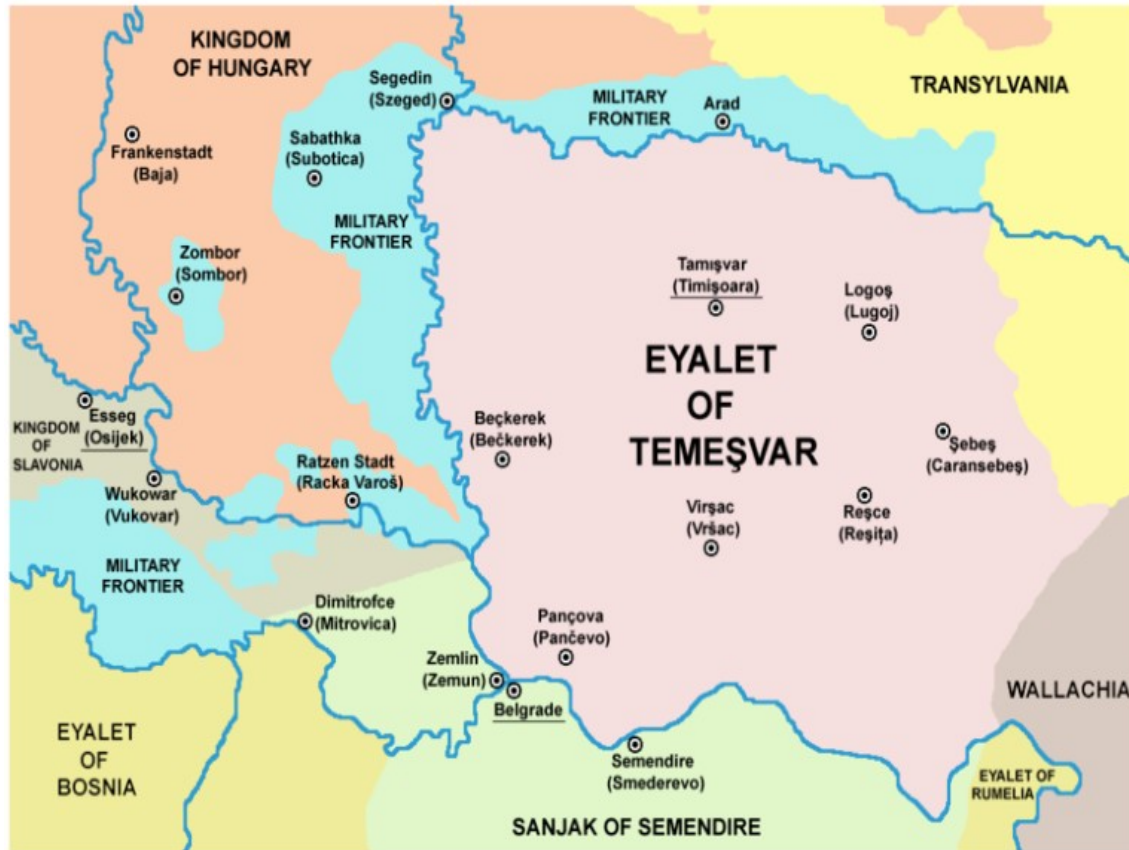 KINGDOM
OF HUNGARY
TRANSYLVANIA
Segedin
(Szeged)
MILITARY
FRONTIER
Arad
Frankenstadt
(Baja)
Sabathka
(Subotica)
MILITARY
FRONTIER
Zombor
(Sombor)
Tamışvar
(Timişoara)
Logoş
(Lugoj)
EYALET
OF
TEMEŞVAR
Esseg
(Osijek)
KINGDOM
OF
SLAVONIA
Beçkerek
(Bečkerek)
Şebeş
(Caransebeş)
Wukowar
(Vukovar)
Ratzen Stadt
(Racka Varoš)
Virşac
(Vršac)
Reşce
(Reşiţa)
MILITARY
FRONTIER
Dimitrofce
(Mitrovica)
Pançova
(Pančevo)
Zemlin
(Zemun)
Belgrade
WALLACHIA
EYALET
OF
BOSNIA
Semendire
(Smederevo)
EYALET OF
RUMELIA
SANJAK OF SEMENDIRE